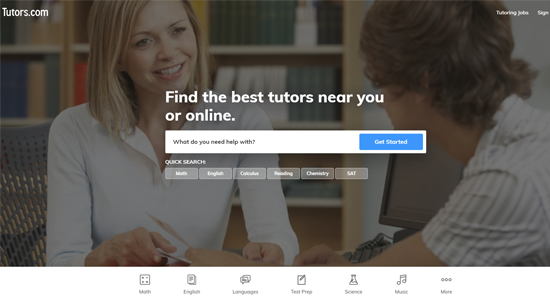 Tutors.com
Tutoring Jobs Sign
Find the best tutors near you
or online.
What do you need help with? Get Started
QUICK SEARCH:
Math English Calculus Reading Chemistry SAT
Math English Languages Test Prep Science Music More